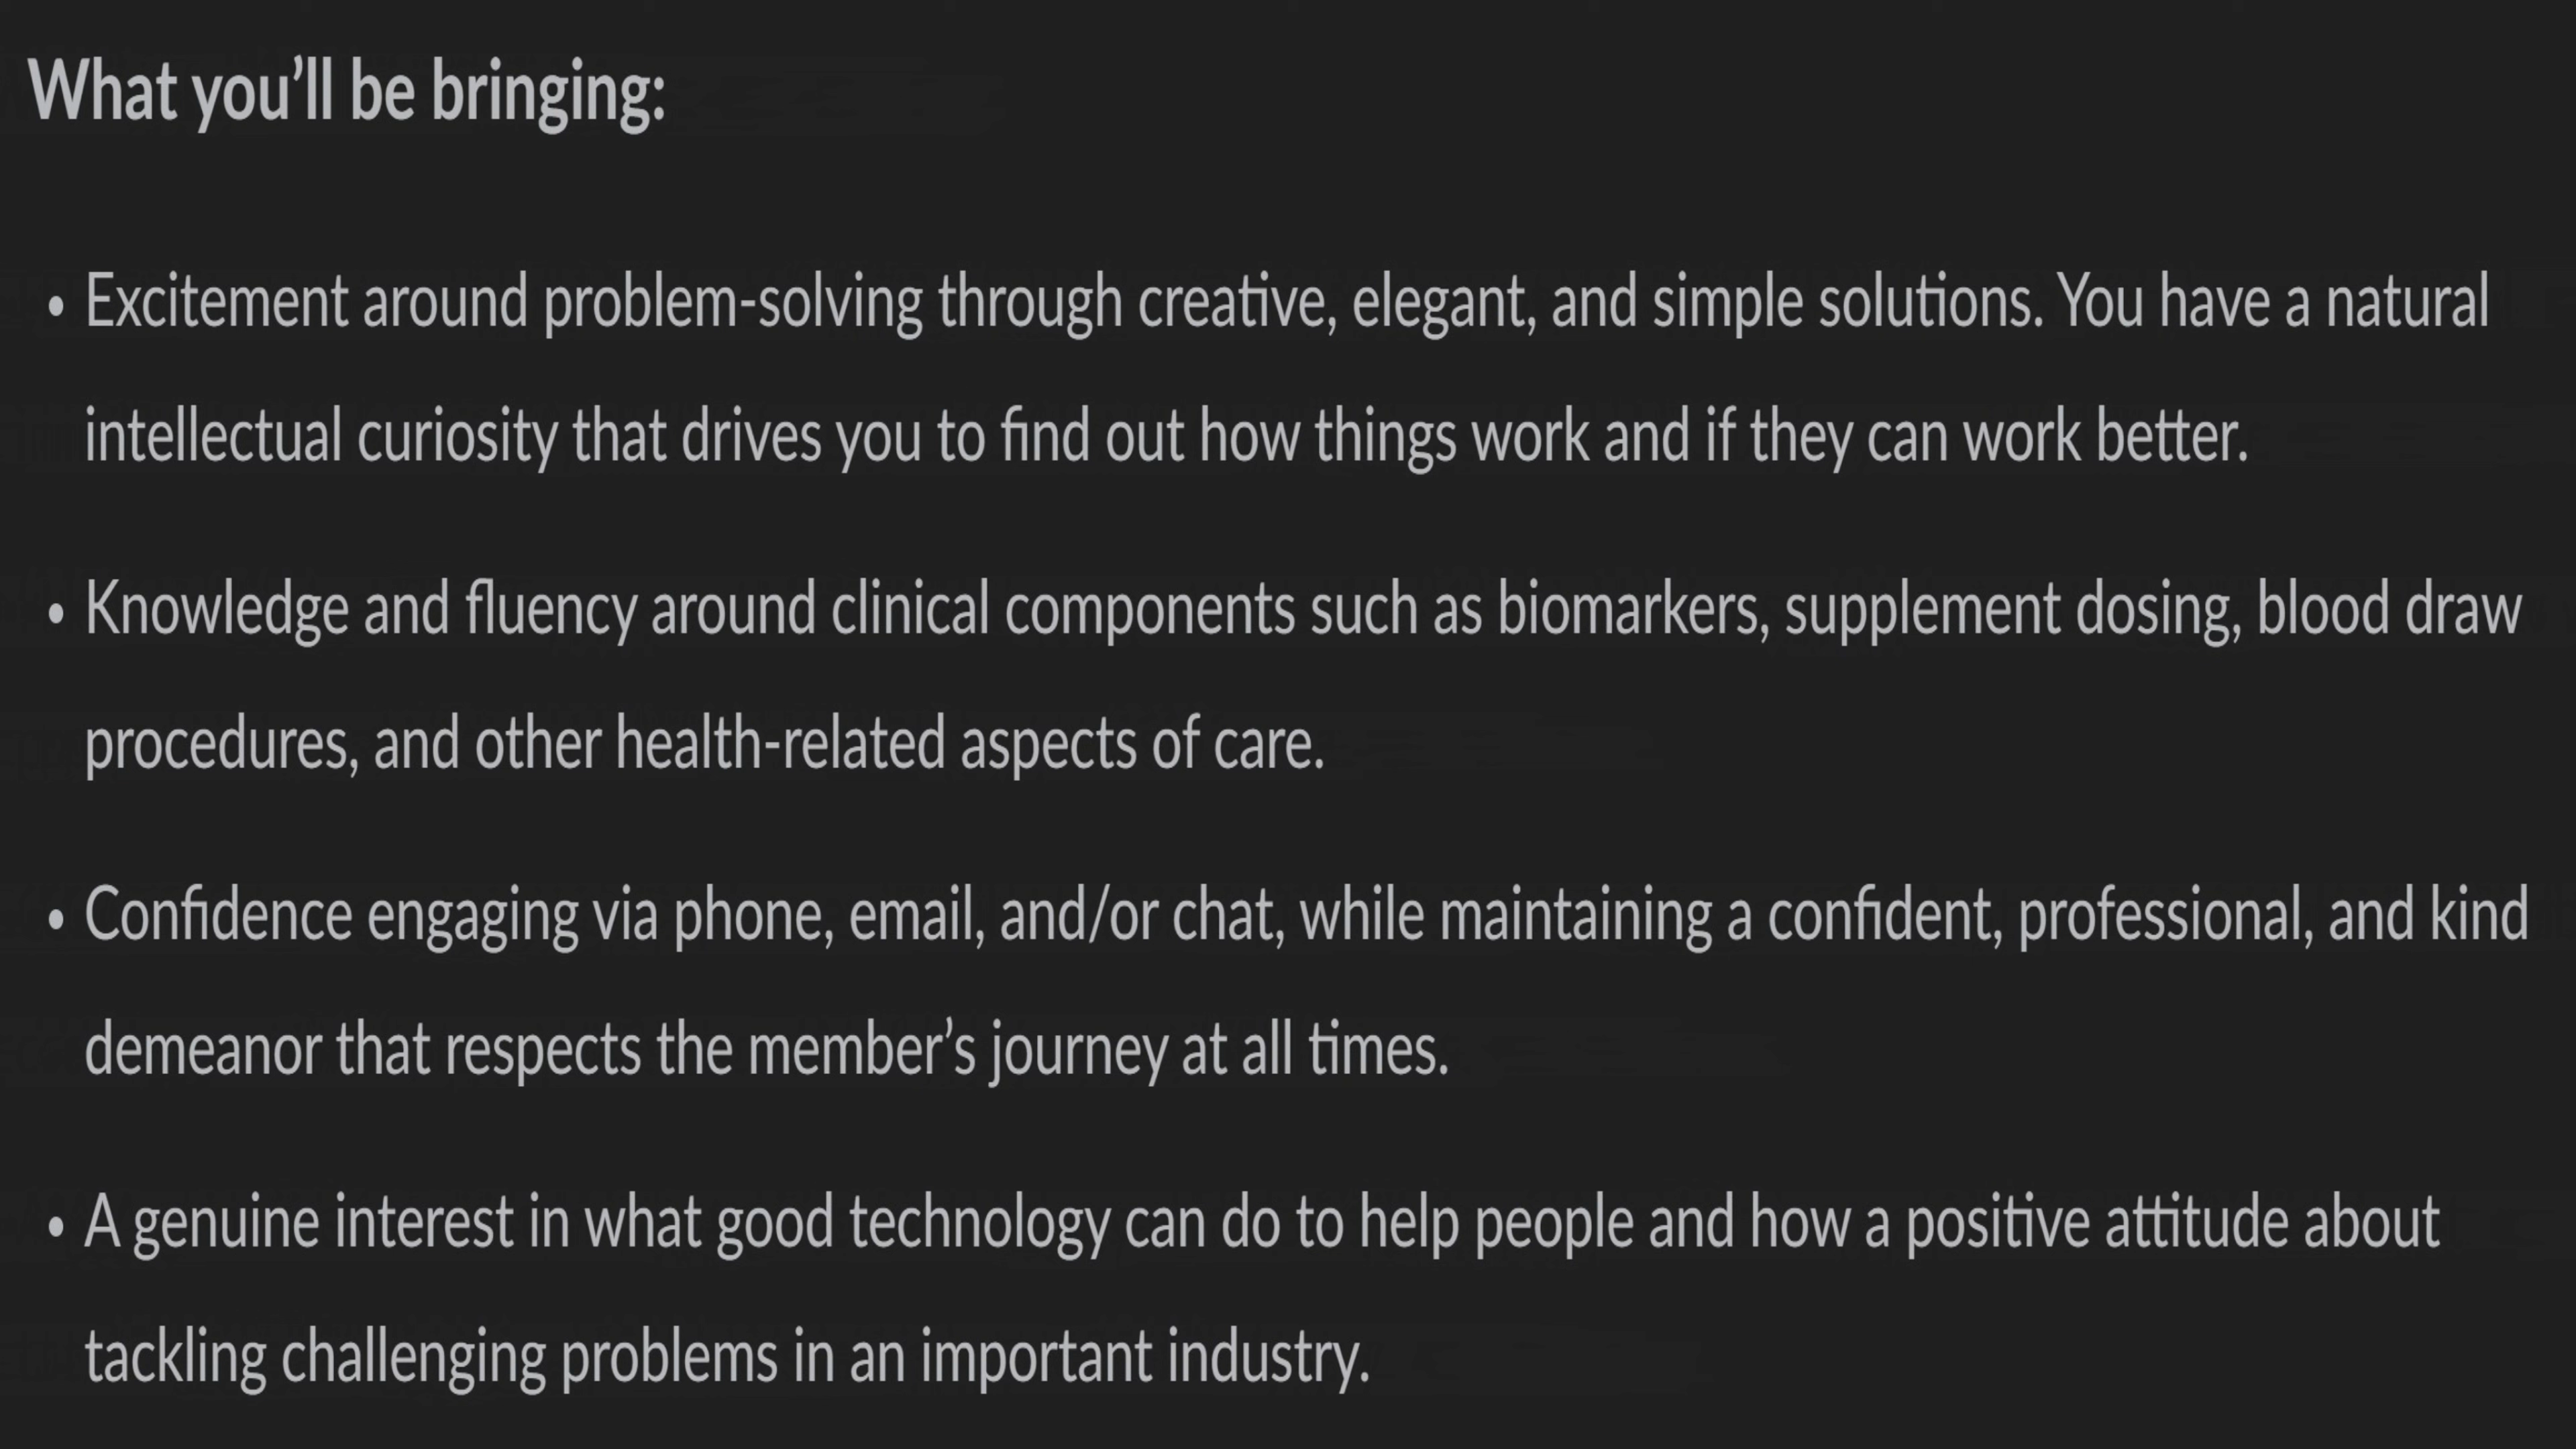 What you’ll be bringing:
• Excitement around problem-solving through creative, elegant, and simple solutions. You have a natural
intellectual curiosity that drives you to find out how things work and if they can work better.
• Knowledge and fluency around clinical components such as biomarkers, supplement dosing, blood draw
procedures, and other health-related aspects of care.
• Confidence engaging via phone, email, and/or chat, while maintaining a confident, professional, and kind
demeanor that respects the member’s journey at all times.
• A genuine interest in what good technology can do to help people and how a positive attitude about
tackling challenging problems in an important industry.